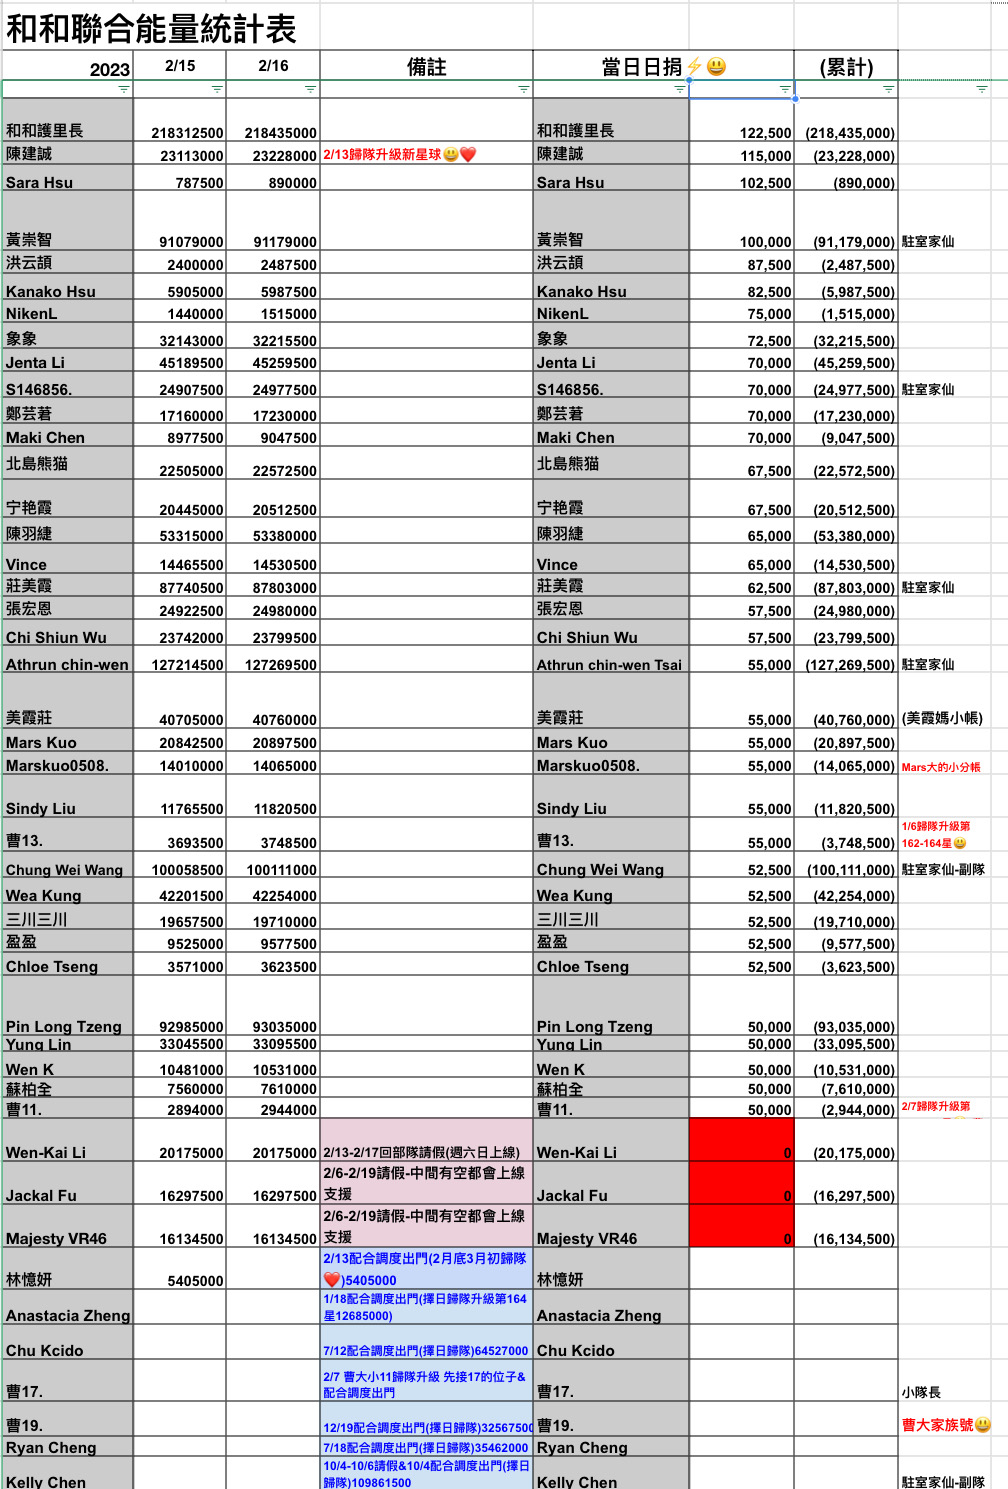 和和聯合能量統計表
2023 2/15 2/16 備註 當日日捐⚡😃 (累計)
和和護里長 218312500 218435000 和和護里長 122,500 (218,435,000)
陳建誠 23113000 23228000 2/13歸隊升級新星球😃❤️ 陳建誠 115,000 (23,228,000)
Sara Hsu 787500 890000 Sara Hsu 102,500 (890,000)
黃崇智 91079000 91179000 黃崇智 100,000 (91,179,000) 駐室家仙
洪云頡 2400000 2487500 洪云頡 87,500 (2,487,500)
Kanako Hsu 5905000 5987500 Kanako Hsu 82,500 (5,987,500)
NikenL 1440000 1515000 NikenL 75,000 (1,515,000)
象象 32143000 32215500 象象 72,500 (32,215,500)
Jenta Li 45189500 45259500 Jenta Li 70,000 (45,259,500)
S146856. 24907500 24977500 S146856. 70,000 (24,977,500) 駐室家仙
鄭芸莙 17160000 17230000 鄭芸莙 70,000 (17,230,000)
Maki Chen 8977500 9047500 Maki Chen 70,000 (9,047,500)
北島熊猫 22505000 22572500 北島熊猫 67,500 (22,572,500)
宁艳霞 20445000 20512500 宁艳霞 67,500 (20,512,500)
陳羽緁 53315000 53380000 陳羽緁 65,000 (53,380,000)
Vince 14465500 14530500 Vince 65,000 (14,530,500)
莊美霞 87740500 87803000 莊美霞 62,500 (87,803,000) 駐室家仙
張宏恩 24922500 24980000 張宏恩 57,500 (24,980,000)
Chi Shiun Wu 23742000 23799500 Chi Shiun Wu 57,500 (23,799,500)
Athrun chin-wen 127214500 127269500 Athrun chin-wen Tsai 55,000 (127,269,500) 駐室家仙
美霞莊 40705000 40760000 美霞莊 55,000 (40,760,000) (美霞媽小帳)
Mars Kuo 20842500 20897500 Mars Kuo 55,000 (20,897,500)
Marskuo0508. 14010000 14065000 Marskuo0508. 55,000 (14,065,000) Mars大的小分帳
Sindy Liu 11765500 11820500 Sindy Liu 55,000 (11,820,500)
1/6歸隊升級第
曹13. 3693500 3748500 曹13. 55,000 (3,748,500) 162-164星😃
Chung Wei Wang 100058500 100111000 Chung Wei Wang 52,500 (100,111,000) 駐室家仙-副隊
Wea Kung 42201500 42254000 Wea Kung 52,500 (42,254,000)
三川三川 19657500 19710000 三川三川 52,500 (19,710,000)
盈盈 9525000 9577500 盈盈 52,500 (9,577,500)
Chloe Tseng 3571000 3623500 Chloe Tseng 52,500 (3,623,500)
Pin Long Tzeng 92985000 93035000 Pin Long Tzeng 50,000 (93,035,000)
Yung Lin 33045500 33095500 Yung Lin 50,000 (33,095,500)
Wen K 10481000 10531000 Wen K 50,000 (10,531,000)
蘇柏全 7560000 7610000 蘇柏全 50,000 (7,610,000)
曹11. 2894000 2944000 曹11. 50,000 (2,944,000) 2/7歸隊升級第
Wen-Kai Li 20175000 20175000 2/13-2/17回部隊請假(週六日上線) Wen-Kai Li 0 (20,175,000)
2/6-2/19請假-中間有空都會上線
Jackal Fu 16297500 16297500 支援 Jackal Fu 0 (16,297,500)
2/6-2/19請假-中間有空都會上線
Majesty VR46 16134500 16134500 支援 Majesty VR46 0 (16,134,500)
2/13配合調度出門(2月底3月初歸隊
林憶妍 5405000 ❤️)5405000 林憶妍
1/18配合調度出門(擇日歸隊升級第164
Anastacia Zheng 星12685000) Anastacia Zheng
Chu Kcido 7/12配合調度出門(擇日歸隊)64527000 Chu Kcido
2/7 曹大小11歸隊升級 先接17的位子&
曹17. 配合調度出門 曹17. 小隊長
曹19. 12/19配合調度出門(擇日歸隊)32567500 曹19. 曹大家族號😃
Ryan Cheng 7/18配合調度出門(擇日歸隊)35462000 Ryan Cheng
10/4-10/6請假&10/4配合調度出門(擇日
Kelly Chen 歸隊)109861500 Kelly Chen 駐室家仙-副隊